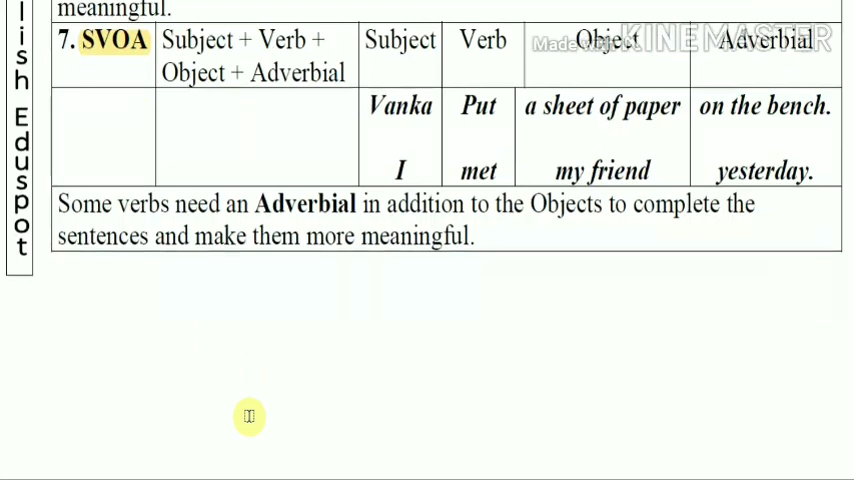 meaningful.
7. SVOA Subject + Verb + Object + Adverbial Subject Verb Object Adverbial
Vanka Put a sheet of paper on the bench.
I met my friend yesterday.
Some verbs need an Adverbial in addition to the Objects to complete the
sentences and make them more meaningful.
lish Eduspot
Made with KINEMASTER